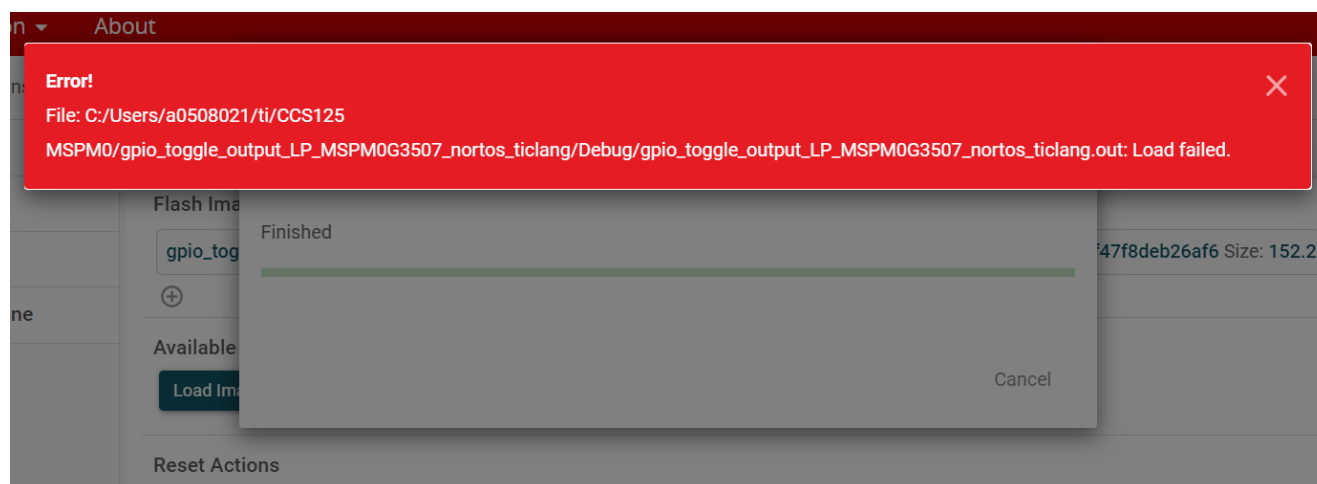 on About
Error!
File: C:/Users/a0508021/ti/CCS125
MSPM0/gpio_toggle_output_LP_MSPM0G3507_nortos_ticlang/Debug/gpio_toggle_output_LP_MSPM0G3507_nortos_ticlang.out: Load failed.
Flash Ima
Finished
gpio_tog
f47f8deb26af6 Size: 152.2
ne
Available
Load Ima
Cancel
Reset Actions